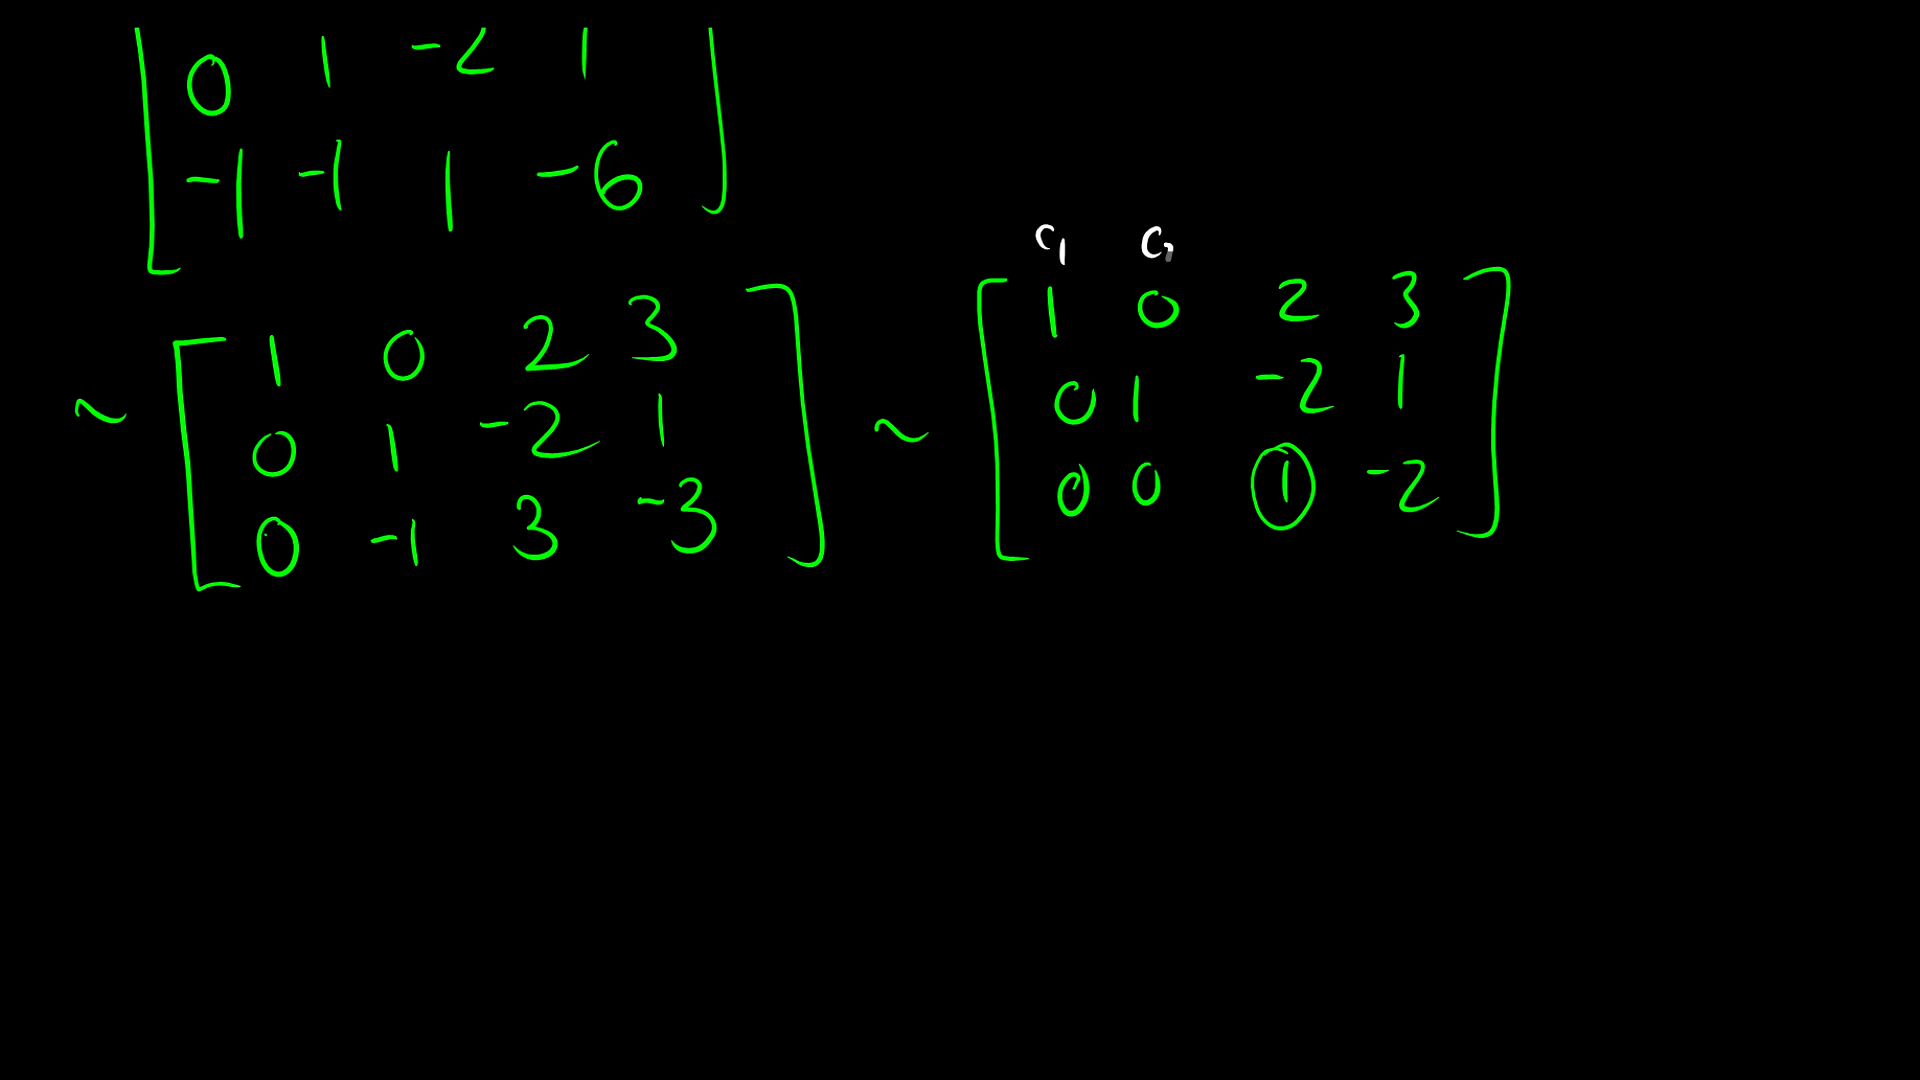 0 1 -2 1
-1 -1 1 -6
c1 c2
~ [ 1 0 2 3 ] ~ [ 1 0 2 3 ]
0 1 -2 1 0 1 -2 1
0 -1 3 -3 0 0 1 -2